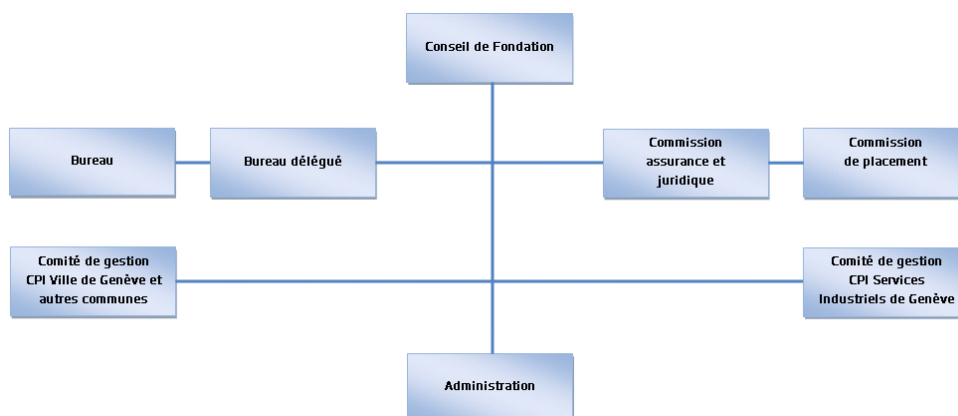 Conseil de Fondation
Bureau
Bureau délégué
Commission
assurance et
juridique
Commission
de placement
Comité de gestion
CPI Ville de Genève et
autres communes
Comité de gestion
CPI Services
Industriels de Genève
Administration